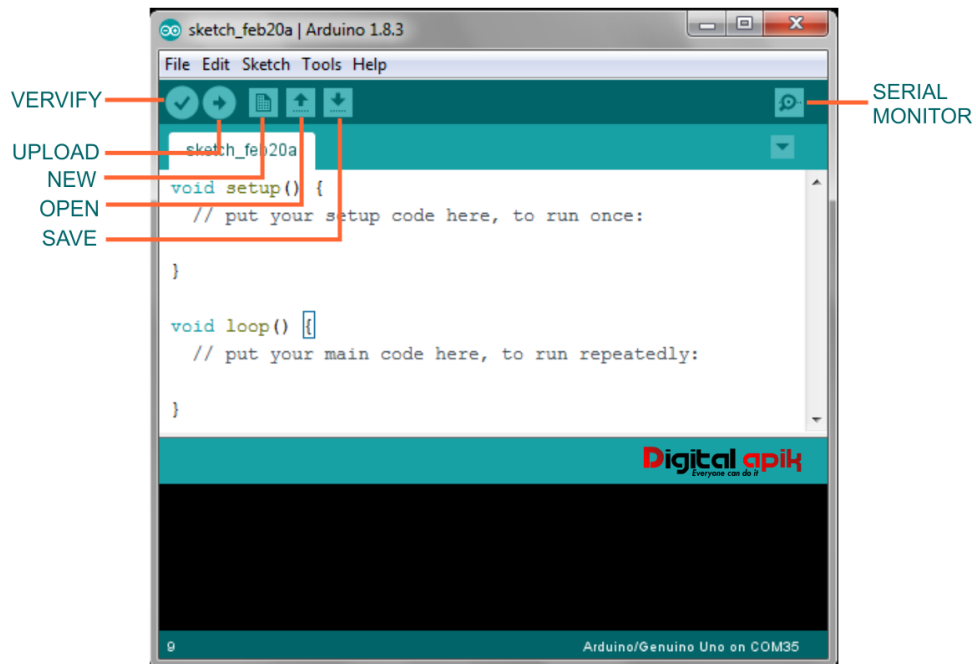 sketch_feb20a | Arduino 1.8.3
File Edit Sketch Tools Help
VERVIFY
UPLOAD
NEW
OPEN
SAVE
SERIAL
MONITOR
sketch_feb20a
void setup() {
  // put your setup code here, to run once:
}
void loop() {
  // put your main code here, to run repeatedly:
}
Digital apik
Everyone can do it
9
Arduino/Genuino Uno on COM35